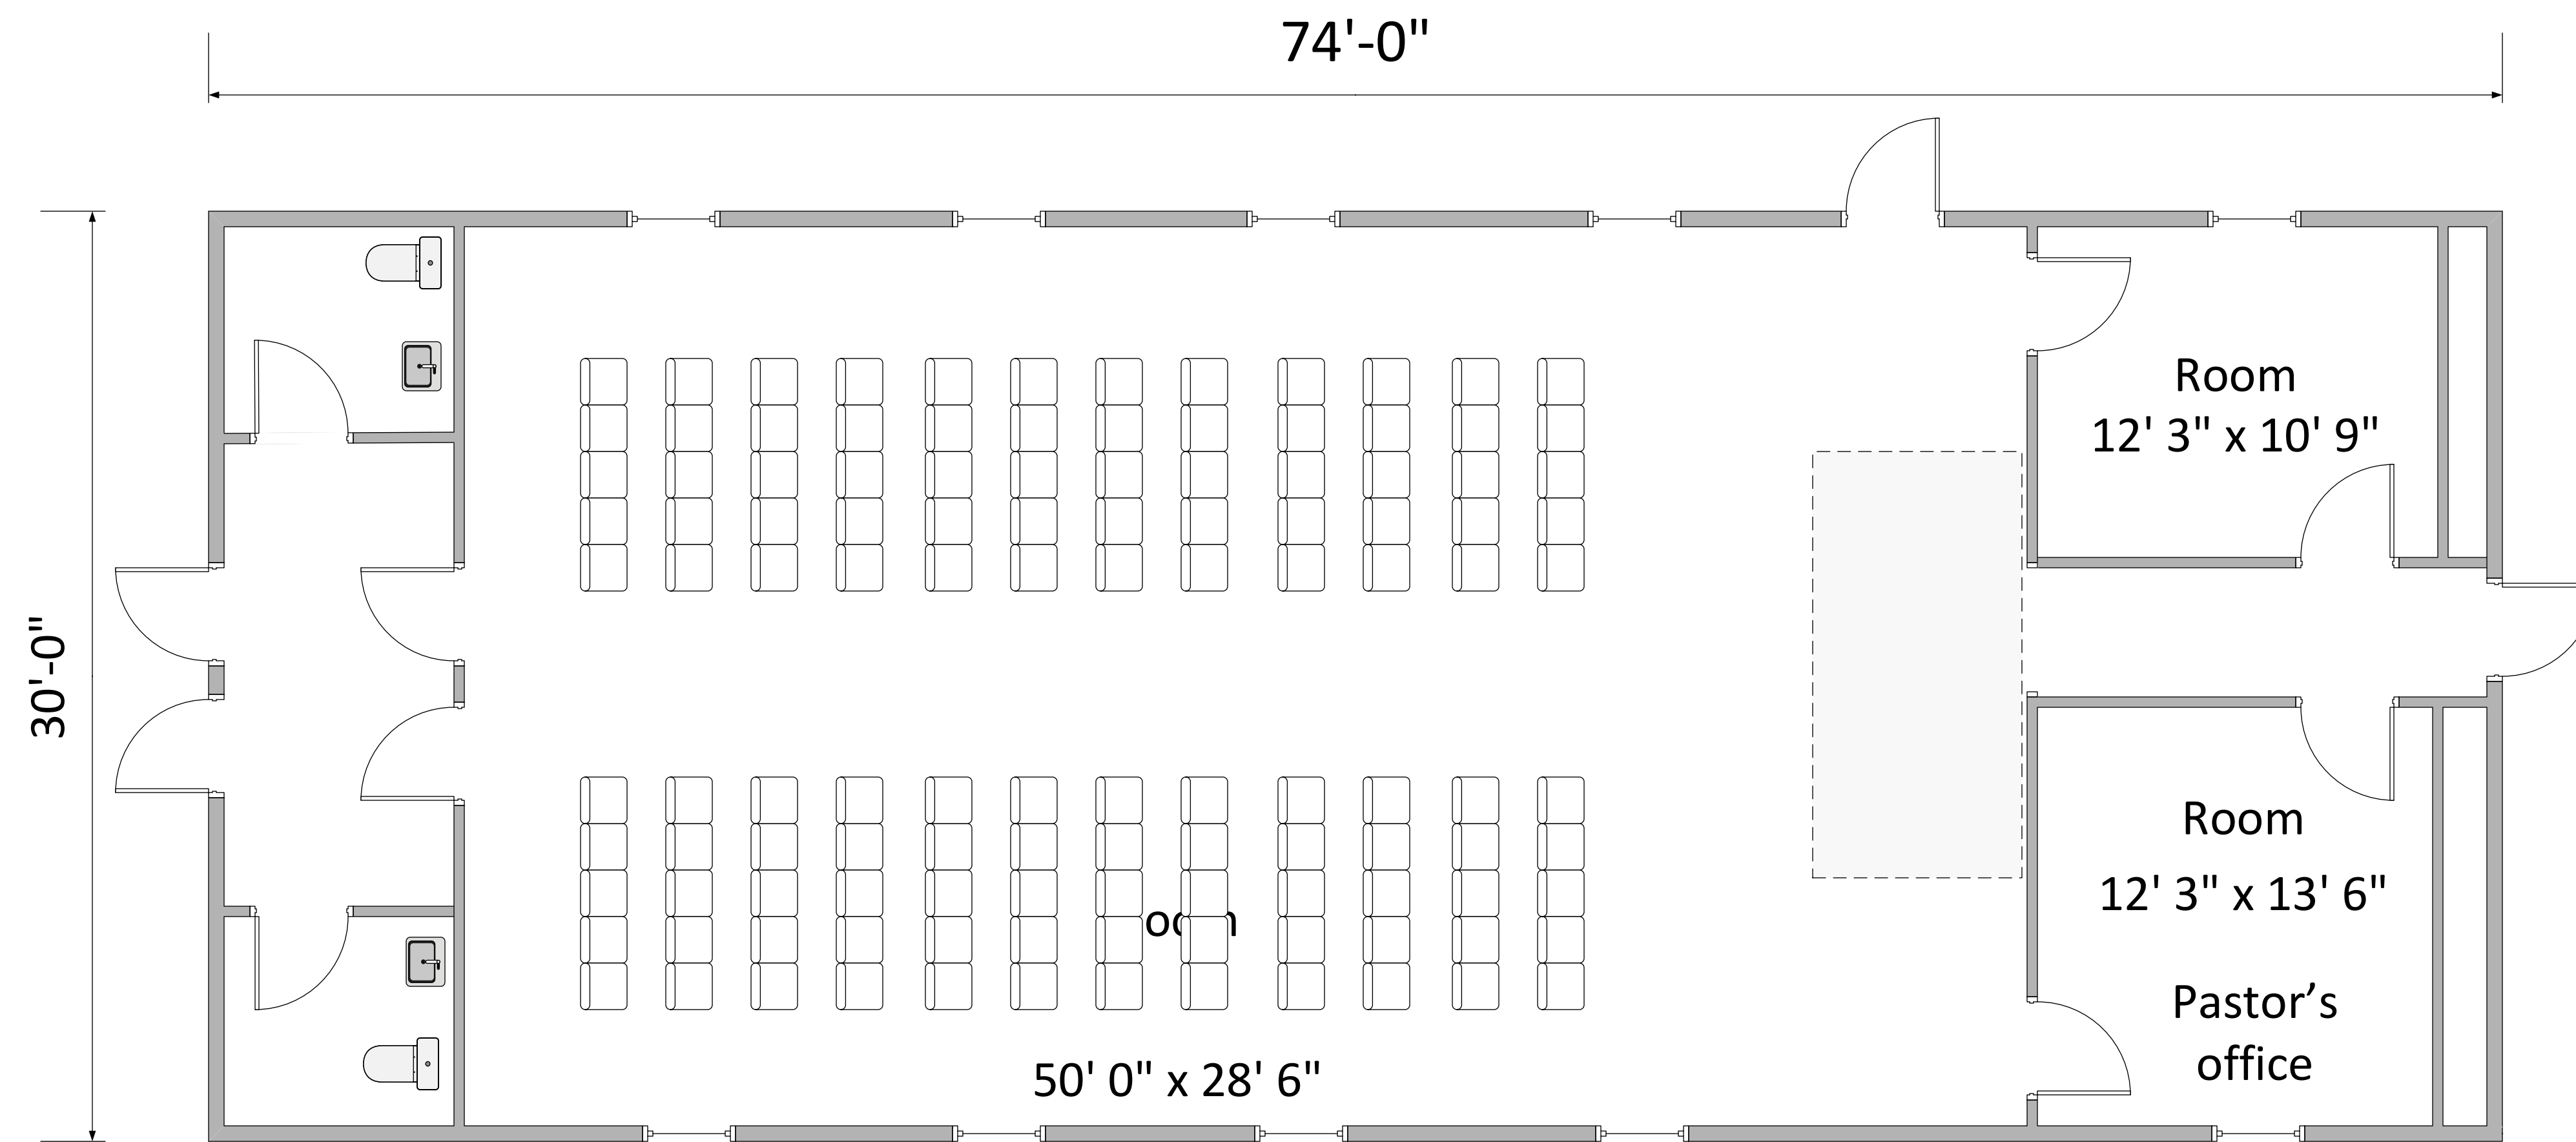 74'-0"
30'-0"
Room
12' 3" x 10' 9"
Room
12' 3" x 13' 6"
Pastor’s
office
50' 0" x 28' 6"